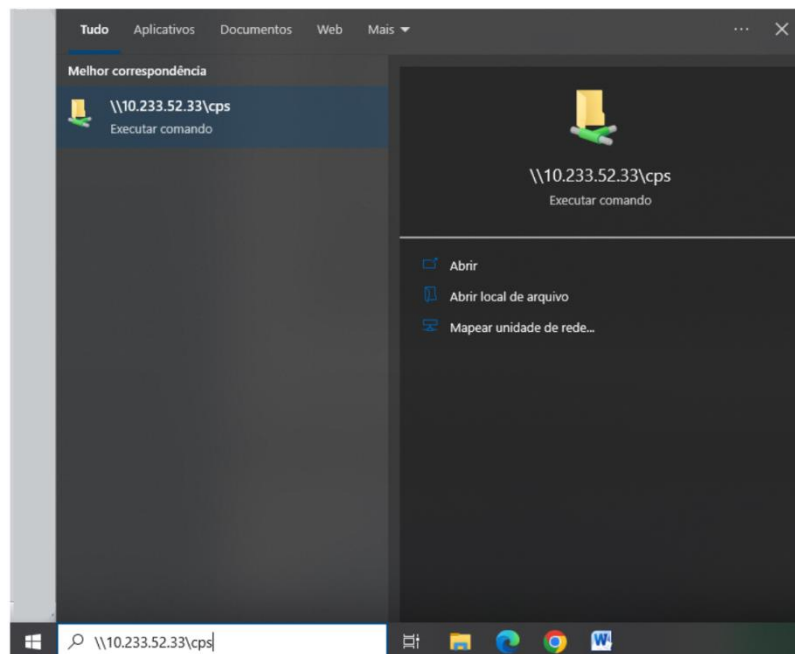 Tudo Aplicativos Documentos Web Mais
Melhor correspondência
\\10.233.52.33\cps
Executar comando
\\10.233.52.33\cps
Executar comando
Abrir
Abrir local de arquivo
Mapear unidade de rede...
\\10.233.52.33\cps